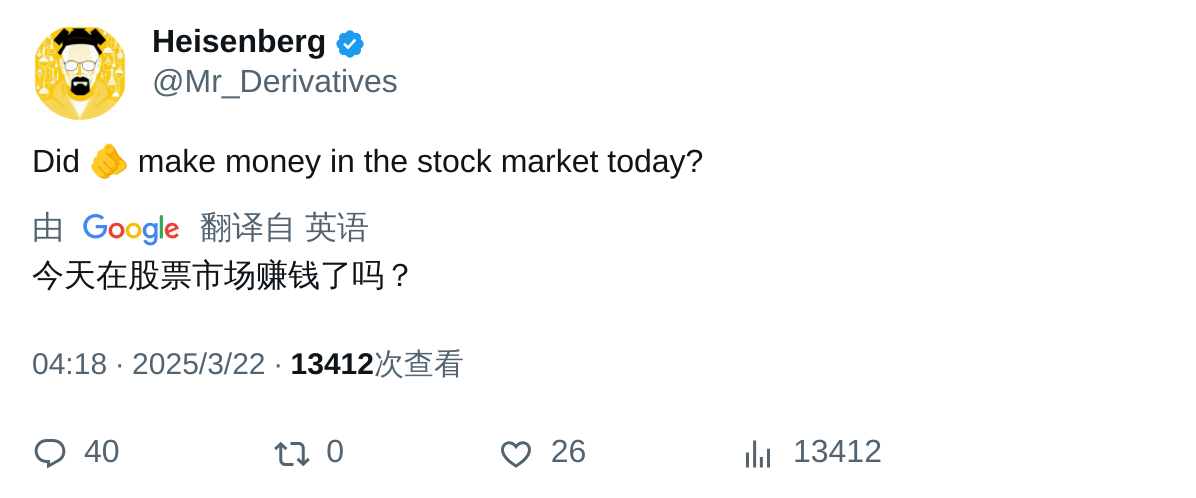 Heisenberg
@Mr_Derivatives
Did 🫵 make money in the stock market today?
由 Google 翻译自 英语
今天在股票市场赚钱了吗？
04:18 · 2025/3/22 · 13412次查看
40 0 26 13412